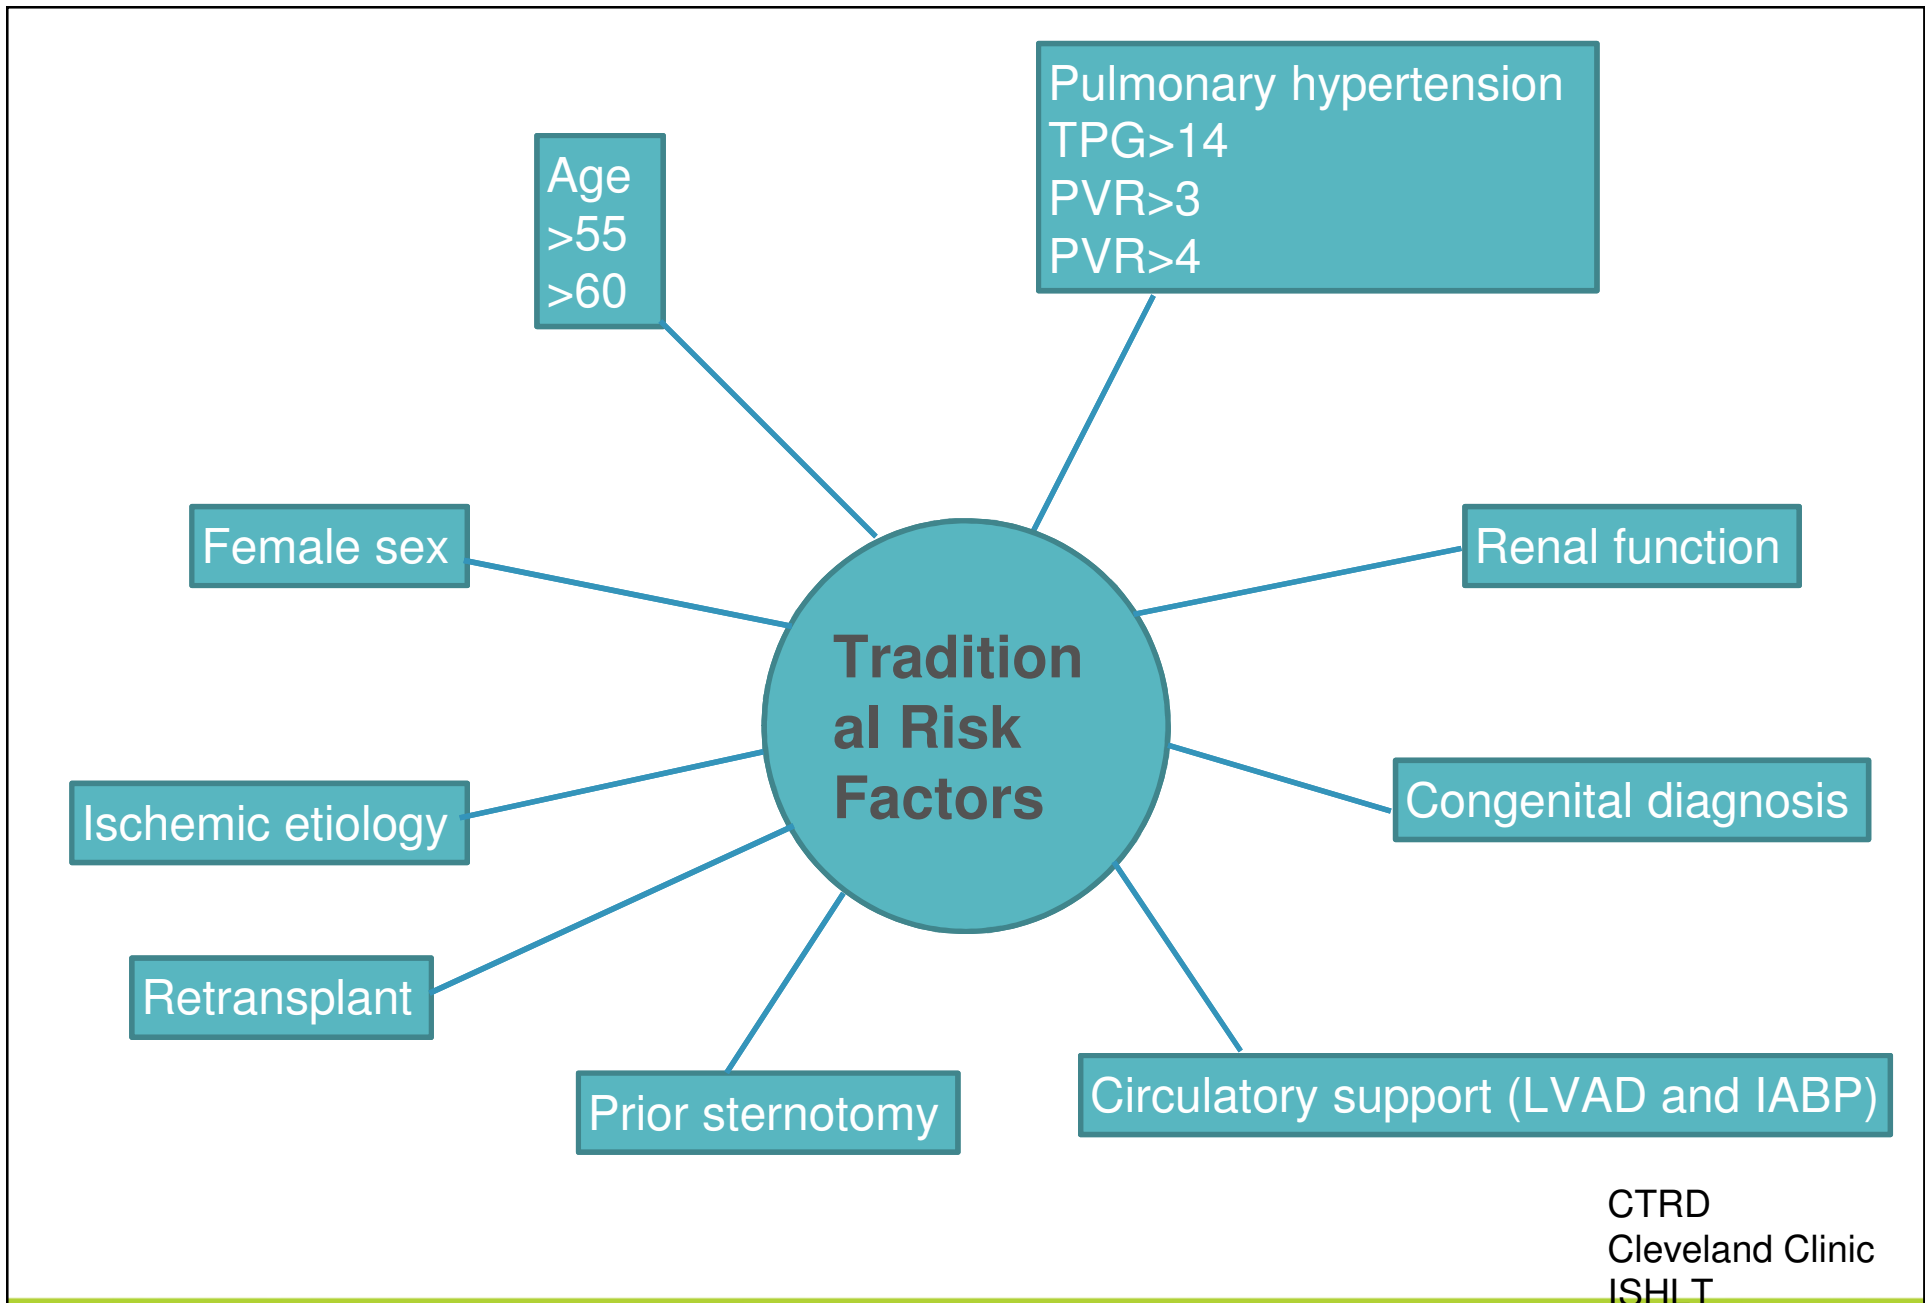 Pulmonary hypertension
TPG>14
PVR>3
PVR>4
Age
>55
>60
Female sex
Renal function
Tradition
al Risk
Factors
Ischemic etiology
Congenital diagnosis
Retransplant
Prior sternotomy
Circulatory support (LVAD and IABP)
CTRD
Cleveland Clinic
ISHLT